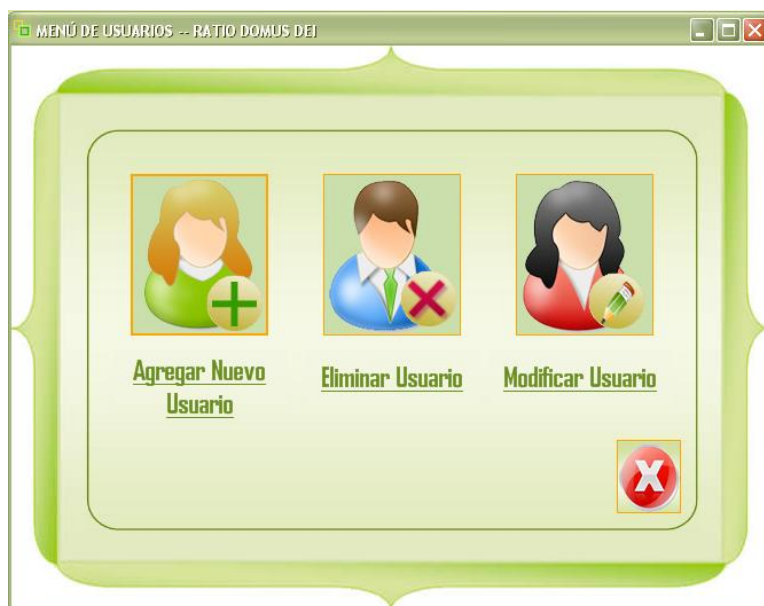 MENÚ DE USUARIOS -- RATIO DOMUS DEI
Agregar Nuevo
Usuario
Eliminar Usuario
Modificar Usuario
X